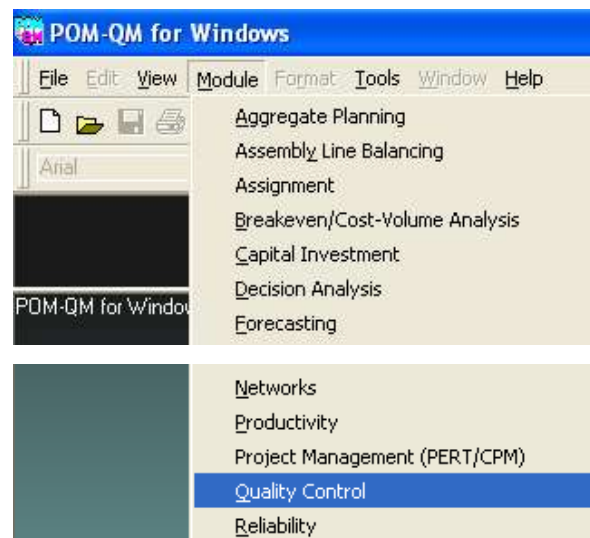 POM-QM for Windows
File Edit View Module Format Tools Window Help
Aggregate Planning
Assembly Line Balancing
Arial
Assignment
Breakeven/Cost-Volume Analysis
Capital Investment
Decision Analysis
POM-QM for Window
Forecasting
Networks
Productivity
Project Management (PERT/CPM)
Quality Control
Reliability